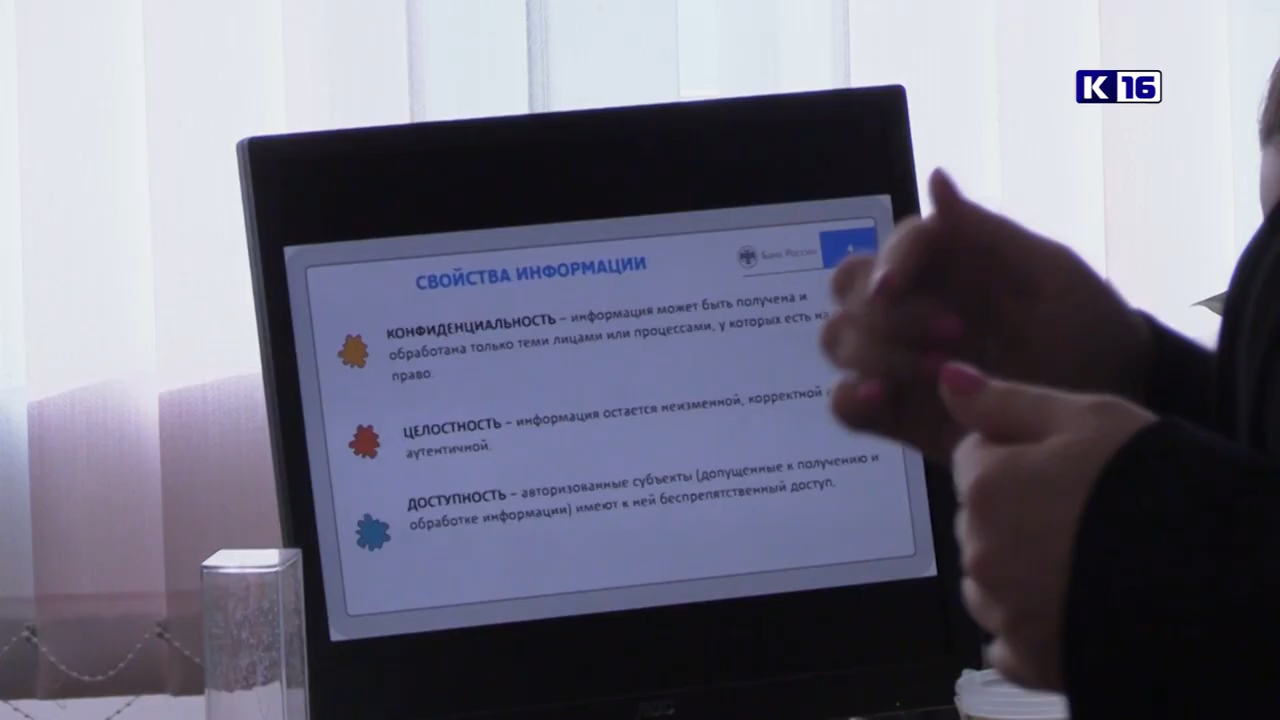 К 16
СВОЙСТВА ИНФОРМАЦИИ
Банк России
4
КОНФИДЕНЦИАЛЬНОСТЬ – информация может быть получена и
обработана только теми лицами или процессами, у которых есть на
право.
ЦЕЛОСТНОСТЬ – информация остается неизменной, корректной
аутентичной.
ДОСТУПНОСТЬ – авторизованные субъекты (допущенные к получению и
обработке информации) имеют к ней беспрепятственный доступ.